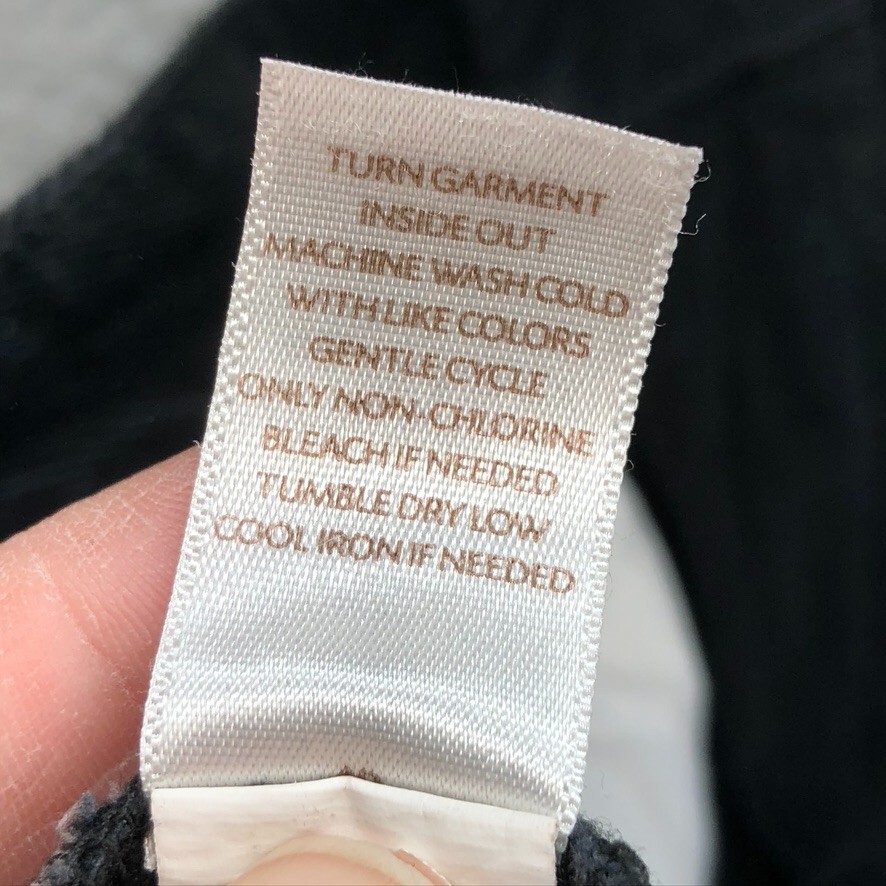 TURN GARMENT
INSIDE OUT
MACHINE WASH COLD
WITH LIKE COLORS
GENTLE CYCLE
ONLY NON-CHLORINE
BLEACH IF NEEDED
TUMBLE DRY LOW
COOL IRON IF NEEDED